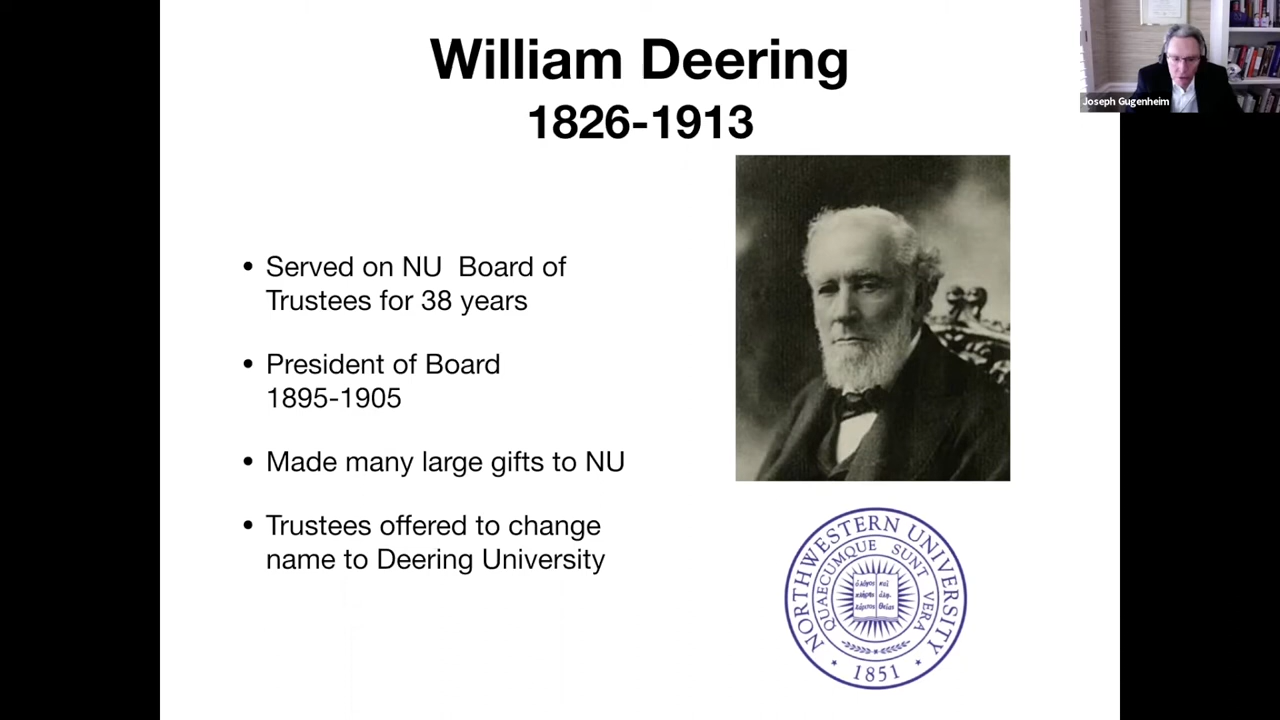 William Deering
1826-1913
Joseph Gugenheim
• Served on NU Board of
Trustees for 38 years
• President of Board
1895-1905
• Made many large gifts to NU
• Trustees offered to change
name to Deering University
NORTHWESTERN UNIVERSITY
QUAECUMQUE SUNT VERA
1851